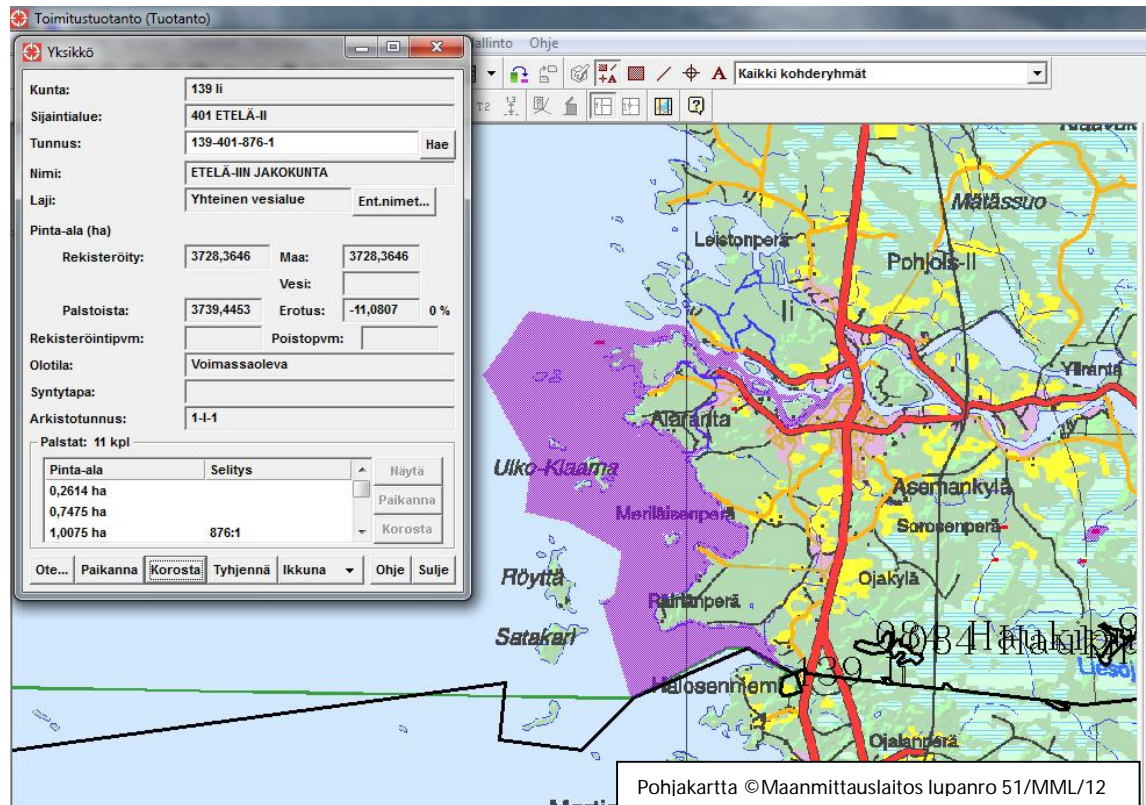 Toimitustuotanto (Tuotanto)
Yksikkö
Ohje
Kaikki kohderyhmät
Kunta: 139 Ii
Sijaintialue: 401 ETELÄ-II
Tunnus: 139-401-876-1 Hae
Nimi: ETELÄ-IIN JAKOKUNTA
Laji: Yhteinen vesialue Ent.nimet...
Pinta-ala (ha)
Rekisteröity: 3728,3646 Maa: 3728,3646
Vesi:
Palstoista: 3739,4453 Erotus: -11,0807 0 %
Rekisteröintipvm: Poistopvm:
Olotila: Voimassaoleva
Syntytapa:
Arkistotunnus: 1-I-1
Palstat: 11 kpl
Pinta-ala Selitys Näytä
0,2614 ha
0,7475 ha Paikanna
1,0075 ha 876:1 Korosta
Ote... Paikanna Korosta Tyhjennä Ikkuna Ohje Sulje
Mätässuo
Leistonperä
Pohjois-Ii
Ii
Yliranta
Alaranta
Ulko-Klaama
Asemankylä
Meriläisenperä
Sorosenperä
Röyttä
Ojakylä
Räinänperä
Satakari
139 Ii
Halosenniemi
Ojalanperä
Pohjakartta ©Maanmittauslaitos lupanro 51/MML/12